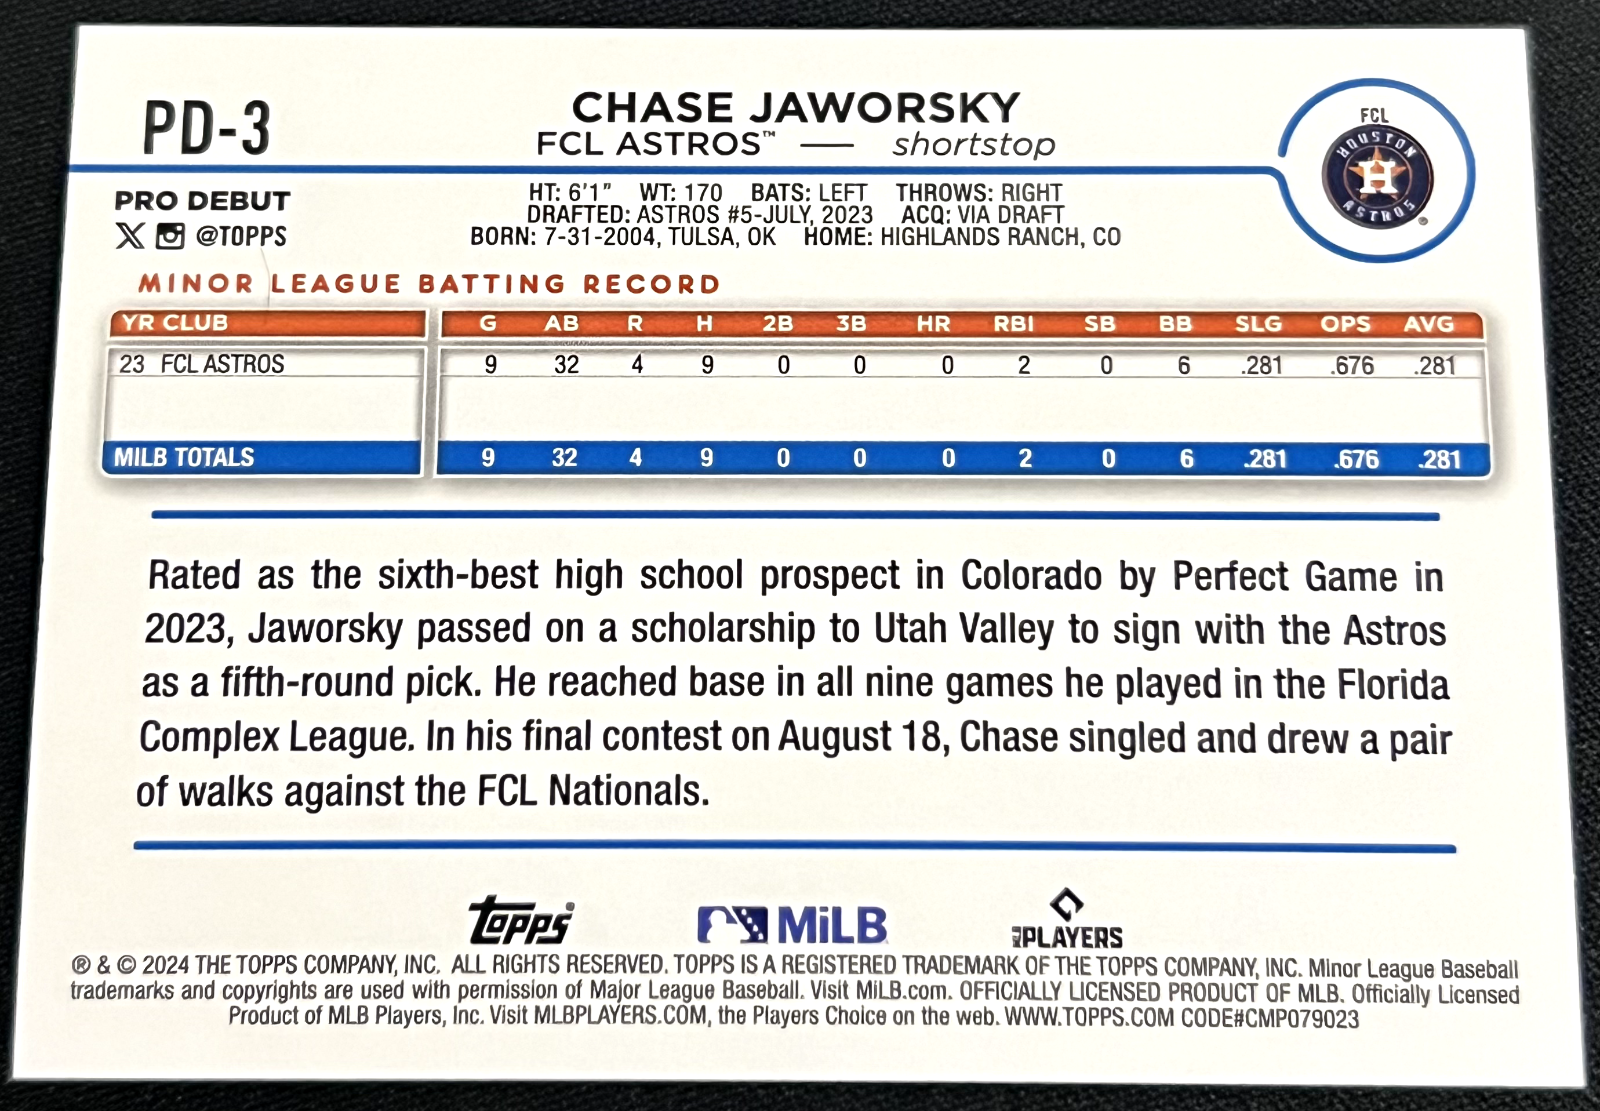 PD-3
CHASE JAWORSKY
FCL ASTROS™ — shortstop
FCL
HOUSTON
H
ASTROS
PRO DEBUT
@TOPPS
HT: 6'1" WT: 170 BATS: LEFT THROWS: RIGHT
DRAFTED: ASTROS #5-JULY, 2023 ACQ: VIA DRAFT
BORN: 7-31-2004, TULSA, OK HOME: HIGHLANDS RANCH, CO
MINOR LEAGUE BATTING RECORD
YR CLUB G AB R H 2B 3B HR RBI SB BB SLG OPS AVG
23 FCL ASTROS 9 32 4 9 0 0 0 2 0 6 .281 .676 .281
MILB TOTALS 9 32 4 9 0 0 0 2 0 6 .281 .676 .281
Rated as the sixth-best high school prospect in Colorado by Perfect Game in
2023, Jaworsky passed on a scholarship to Utah Valley to sign with the Astros
as a fifth-round pick. He reached base in all nine games he played in the Florida
Complex League. In his final contest on August 18, Chase singled and drew a pair
of walks against the FCL Nationals.
topps MiLB PLAYERS
® & © 2024 THE TOPPS COMPANY, INC. ALL RIGHTS RESERVED. TOPPS IS A REGISTERED TRADEMARK OF THE TOPPS COMPANY, INC. Minor League Baseball
trademarks and copyrights are used with permission of Major League Baseball. Visit MiLB.com. OFFICIALLY LICENSED PRODUCT OF MLB. Officially Licensed
Product of MLB Players, Inc. Visit MLBPLAYERS.COM, the Players Choice on the web. WWW.TOPPS.COM CODE#CMP079023